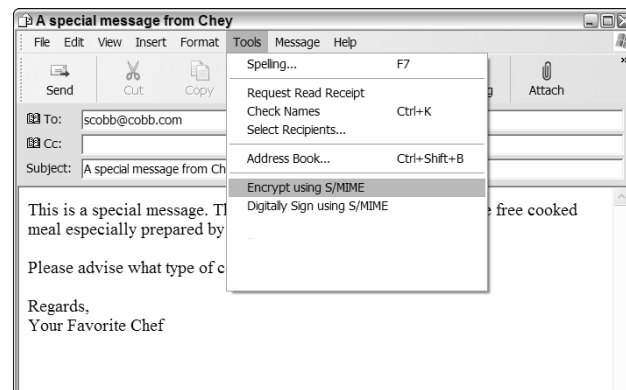 A special message from Chey
File Edit View Insert Format Tools Message Help
Send Cut Copy Attach
Spelling... F7
Request Read Receipt
Check Names Ctrl+K
Select Recipients...
Address Book... Ctrl+Shift+B
Encrypt using S/MIME
Digitally Sign using S/MIME
To: scobb@cobb.com
Cc:
Subject: A special message from Ch
This is a special message. free cooked
meal especially prepared by
Please advise what type of
Regards,
Your Favorite Chef